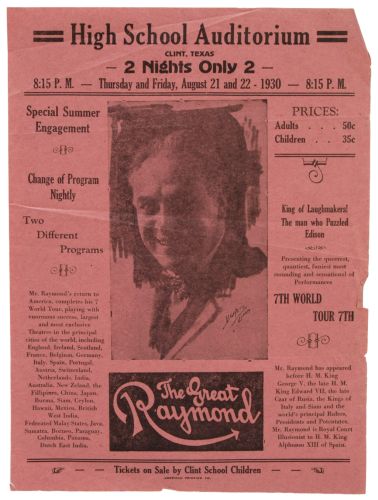 High School Auditorium
CLINT, TEXAS
2 Nights Only 2
8:15 P. M. — Thursday and Friday, August 21 and 22 - 1930 — 8:15 P. M.
Special Summer
Engagement
Change of Program
Nightly
Two
Different
Programs
Mr. Raymond's return to
America, completes his 7
World Tour, playing with
enormous success, largest
and most exclusive
Theatres in the principal
cities of the world, including
England, Ireland, Scotland,
France, Belgium, Germany,
Italy, Spain, Portugal,
Austria, Switzerland,
Netherlands, India,
Australia. New Zeland, the
Fillipines, China, Japan,
Burma, Siam, Ceylon,
Hawaii, Mexico. British
West India,
Federated Malay States, Java,
Sumatra, Borneo, Paraguay,
Columbia, Panama,
Dutch East India.
The Great
Raymond
PRICES:
Adults . . . 50c
Children . . 35c
King of Laughmakers!
The man who Puzzled
Edison
Presenting the queerest,
quantiest, funiest most
sounding and sensational of
Performances
7TH WORLD
TOUR 7TH
Mr. Raymond has appeared
before H. M. King
George V, the late H. M.
King Edward VII, the late
Czar of Rusia, the Kings of
Italy and Siam and the
world's principal Rulers,
Presidents and Potentates.
Mr. Raymond is Royal Court
Illusionist to H. M. King
Alphonso XIII of Spain.
Tickets on Sale by Clint School Children
PRINTING CO.